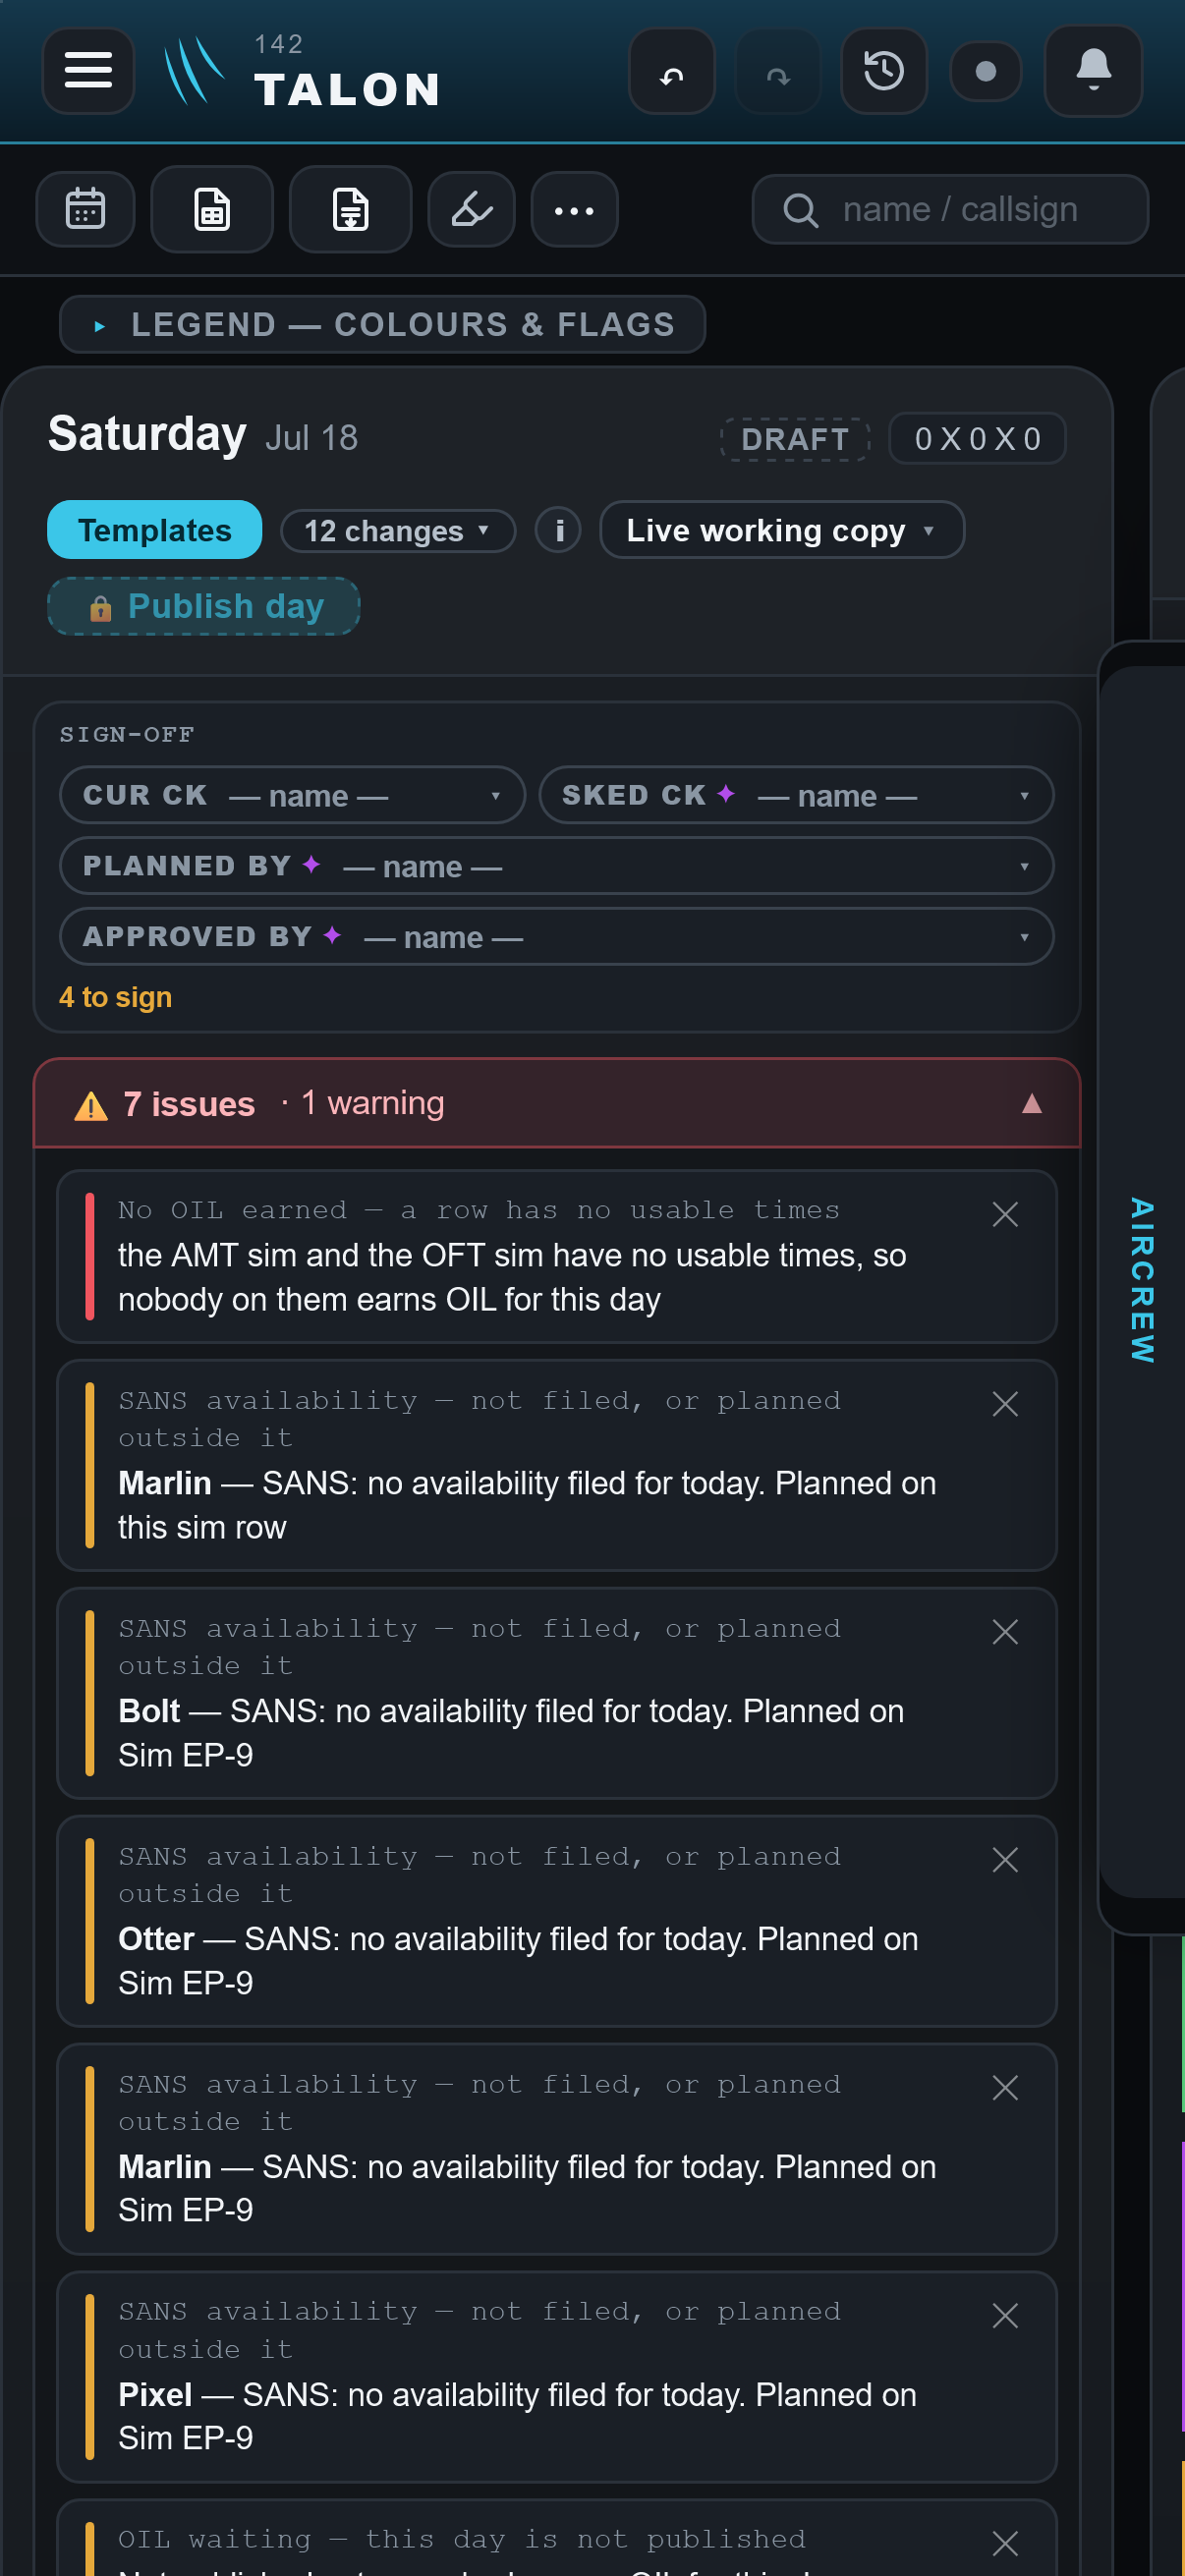 142
TALON
name / callsign
LEGEND — COLOURS & FLAGS
Saturday Jul 18
DRAFT
0 X 0 X 0
Templates
12 changes
i
Live working copy
Publish day
SIGN-OFF
CUR CK — name —
SKED CK — name —
PLANNED BY — name —
APPROVED BY — name —
4 to sign
7 issues · 1 warning
No OIL earned — a row has no usable times
the AMT sim and the OFT sim have no usable times, so
nobody on them earns OIL for this day
SANS availability — not filed, or planned
outside it
Marlin — SANS: no availability filed for today. Planned on
this sim row
SANS availability — not filed, or planned
outside it
Bolt — SANS: no availability filed for today. Planned on
Sim EP-9
SANS availability — not filed, or planned
outside it
Otter — SANS: no availability filed for today. Planned on
Sim EP-9
SANS availability — not filed, or planned
outside it
Marlin — SANS: no availability filed for today. Planned on
Sim EP-9
SANS availability — not filed, or planned
outside it
Pixel — SANS: no availability filed for today. Planned on
Sim EP-9
OIL waiting — this day is not published
AIRCREW